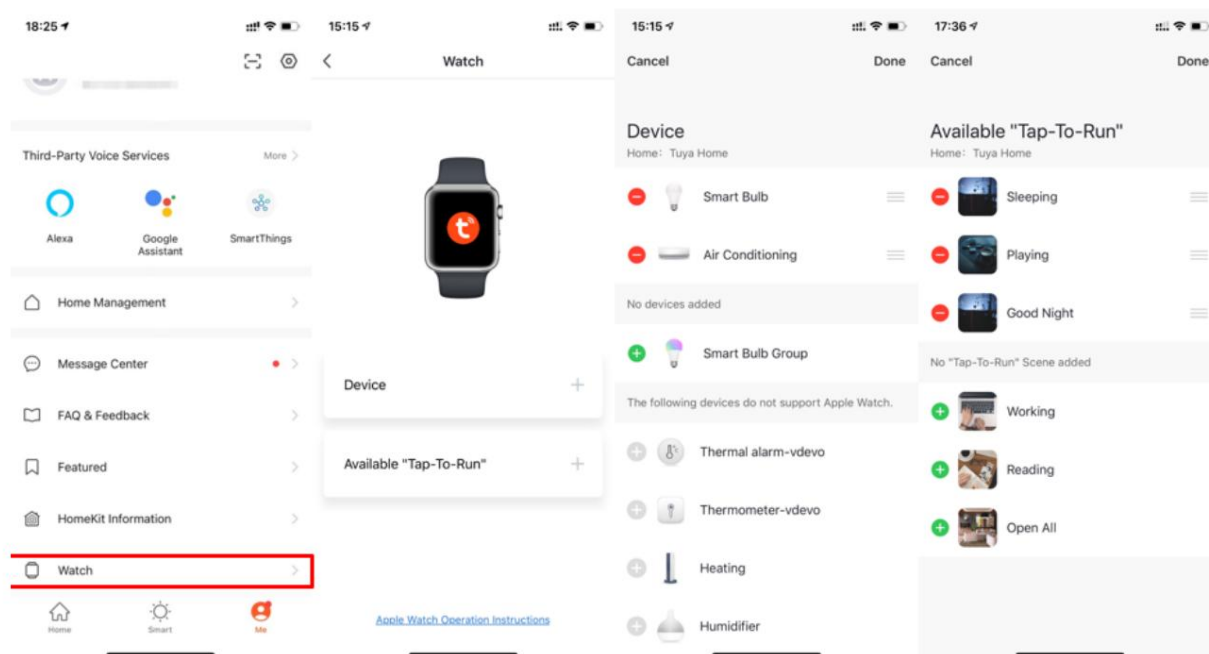 18:25
Third-Party Voice Services
More
Alexa
Google
Assistant
SmartThings
Home Management
Message Center
FAQ & Feedback
Featured
HomeKit Information
Watch
Home
Smart
Me
15:15
Watch
Device
Available "Tap-To-Run"
Apple Watch Operation Instructions
15:15
Cancel
Done
Device
Home: Tuya Home
Smart Bulb
Air Conditioning
No devices added
Smart Bulb Group
The following devices do not support Apple Watch.
Thermal alarm-vdevo
Thermometer-vdevo
Heating
Humidifier
17:36
Cancel
Done
Available "Tap-To-Run"
Home: Tuya Home
Sleeping
Playing
Good Night
No "Tap-To-Run" Scene added
Working
Reading
Open All